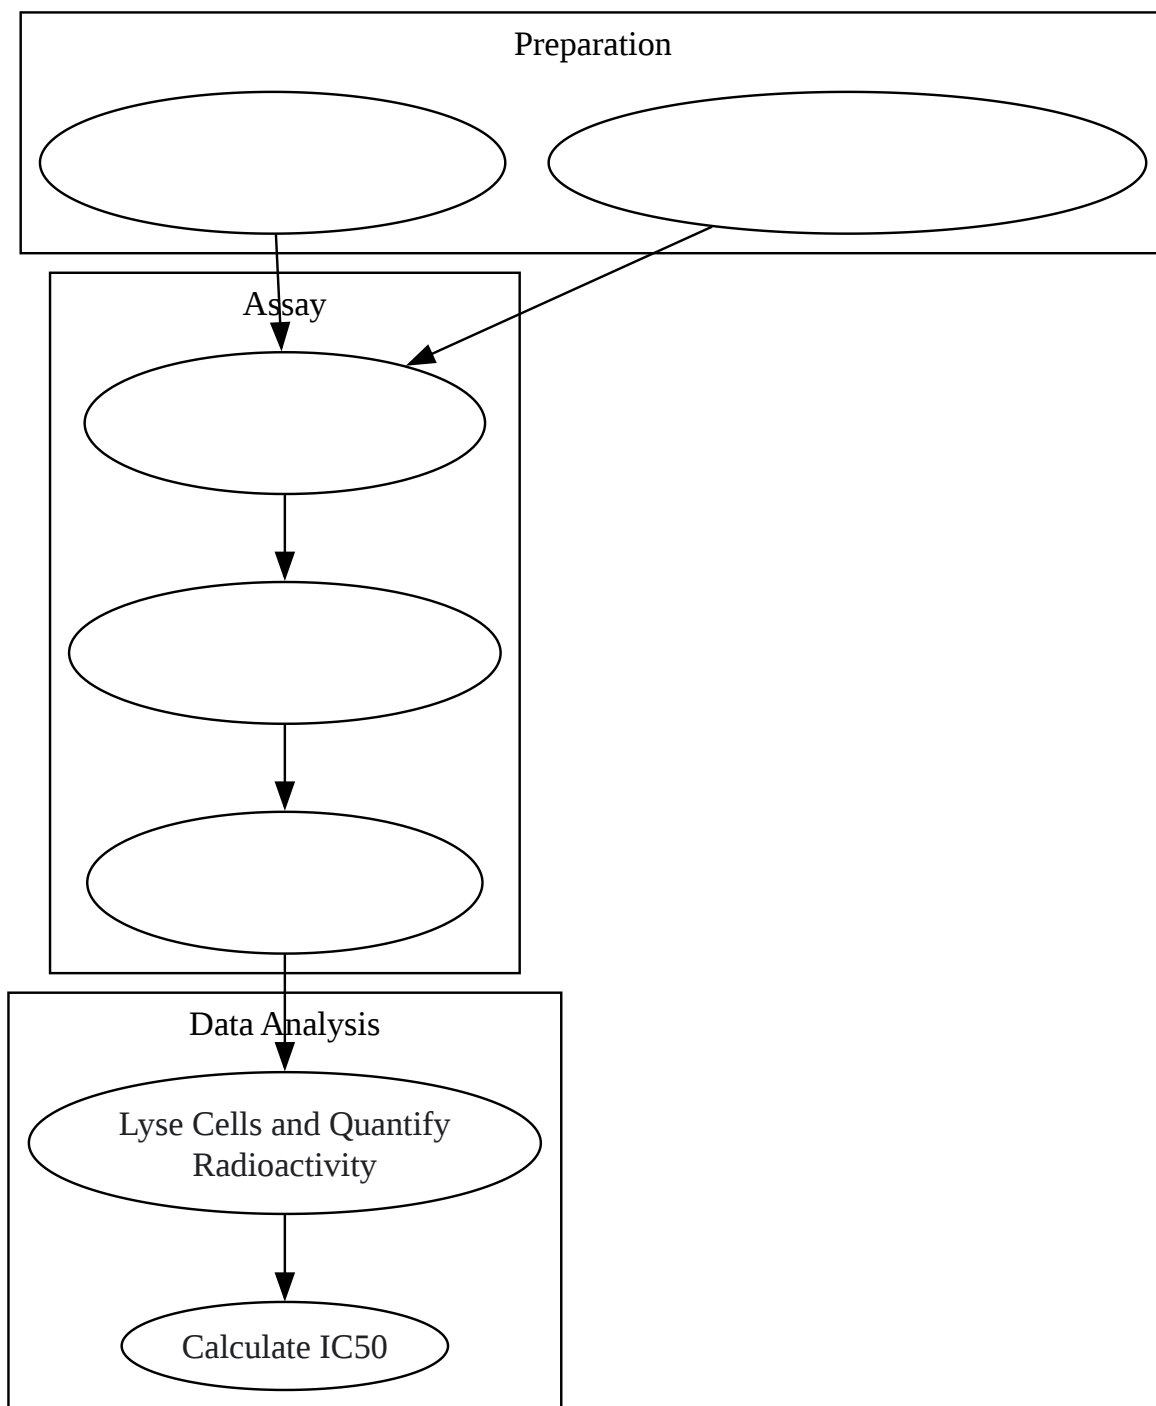 Preparation
Assay
Data Analysis
Lyse Cells and Quantify
Radioactivity
Calculate IC50